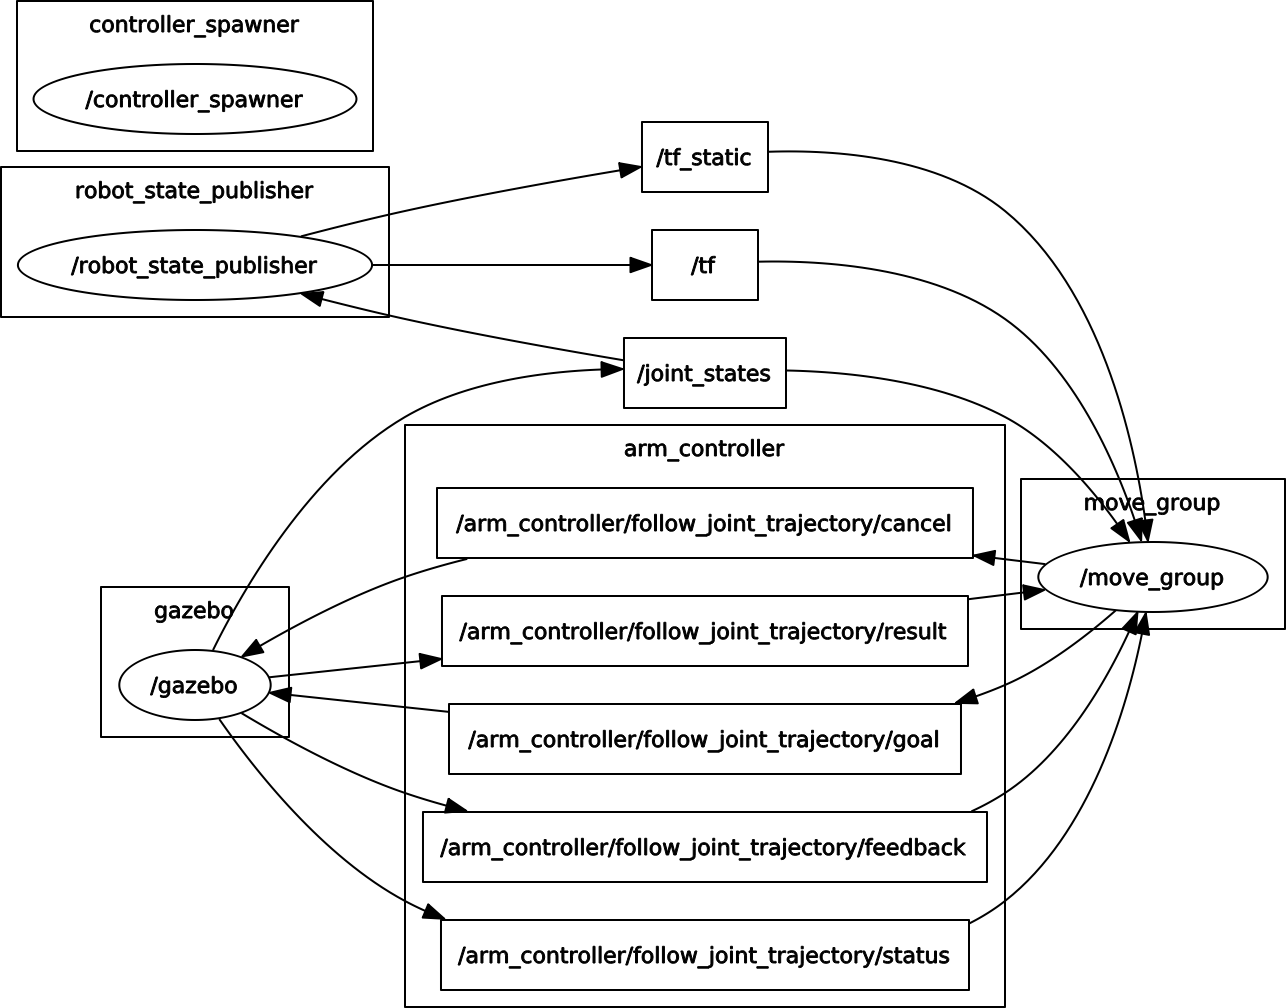 controller_spawner
/controller_spawner
robot_state_publisher
/robot_state_publisher
/tf_static
/tf
/joint_states
arm_controller
/arm_controller/follow_joint_trajectory/cancel
/arm_controller/follow_joint_trajectory/result
/arm_controller/follow_joint_trajectory/goal
/arm_controller/follow_joint_trajectory/feedback
/arm_controller/follow_joint_trajectory/status
gazebo
/gazebo
move_group
/move_group